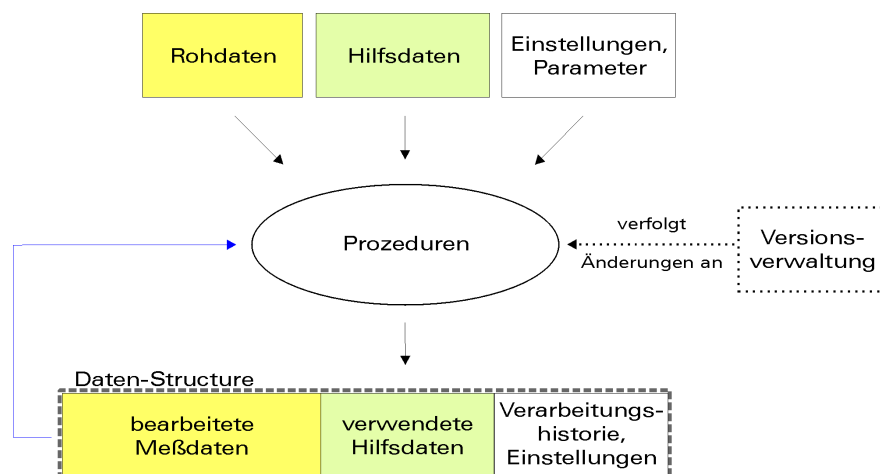 Rohdaten
Hilfsdaten
Einstellungen,
Parameter
Prozeduren
verfolgt
Änderungen an
Versions-
verwaltung
Daten-Structure
bearbeitete
Meßdaten
verwendete
Hilfsdaten
Verarbeitungs-
historie,
Einstellungen